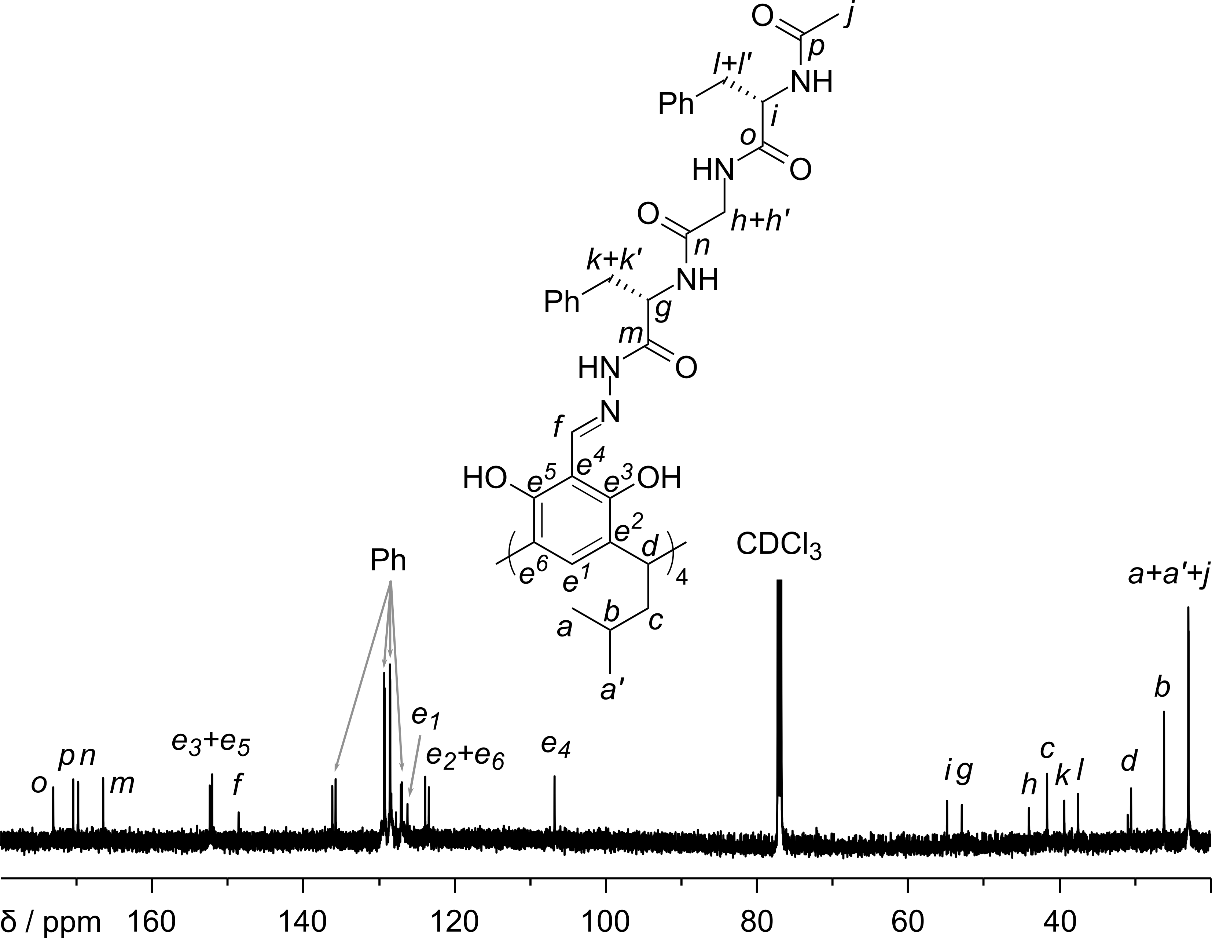 O
j
p
l+l'
NH
Ph
i
o
HN
O
O
h+h'
n
k+k'
NH
Ph
g
m
HN
O
N
f
e⁴
HO
e⁵
e³
OH
e²
d
e⁶
e¹
4
a
b
c
a'
Ph
CDCl₃
a+a'+j
b
e₁
e₂+e₆
e₃+e₅
e₄
p n
o
m
f
i g
h
c
k
l
d
δ / ppm 160 140 120 100 80 60 40